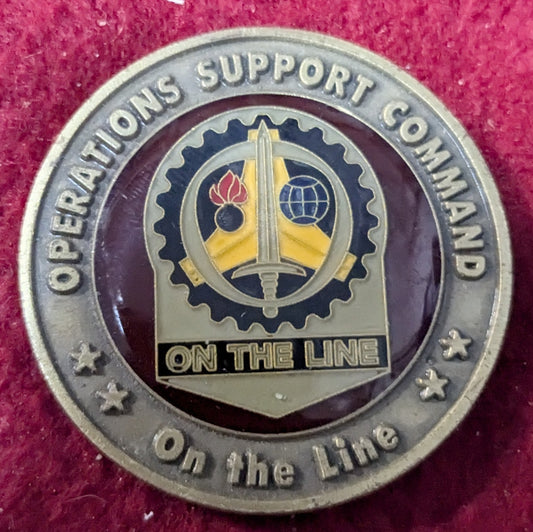 OPERATIONS SUPPORT COMMAND
ON THE LINE
On the Line